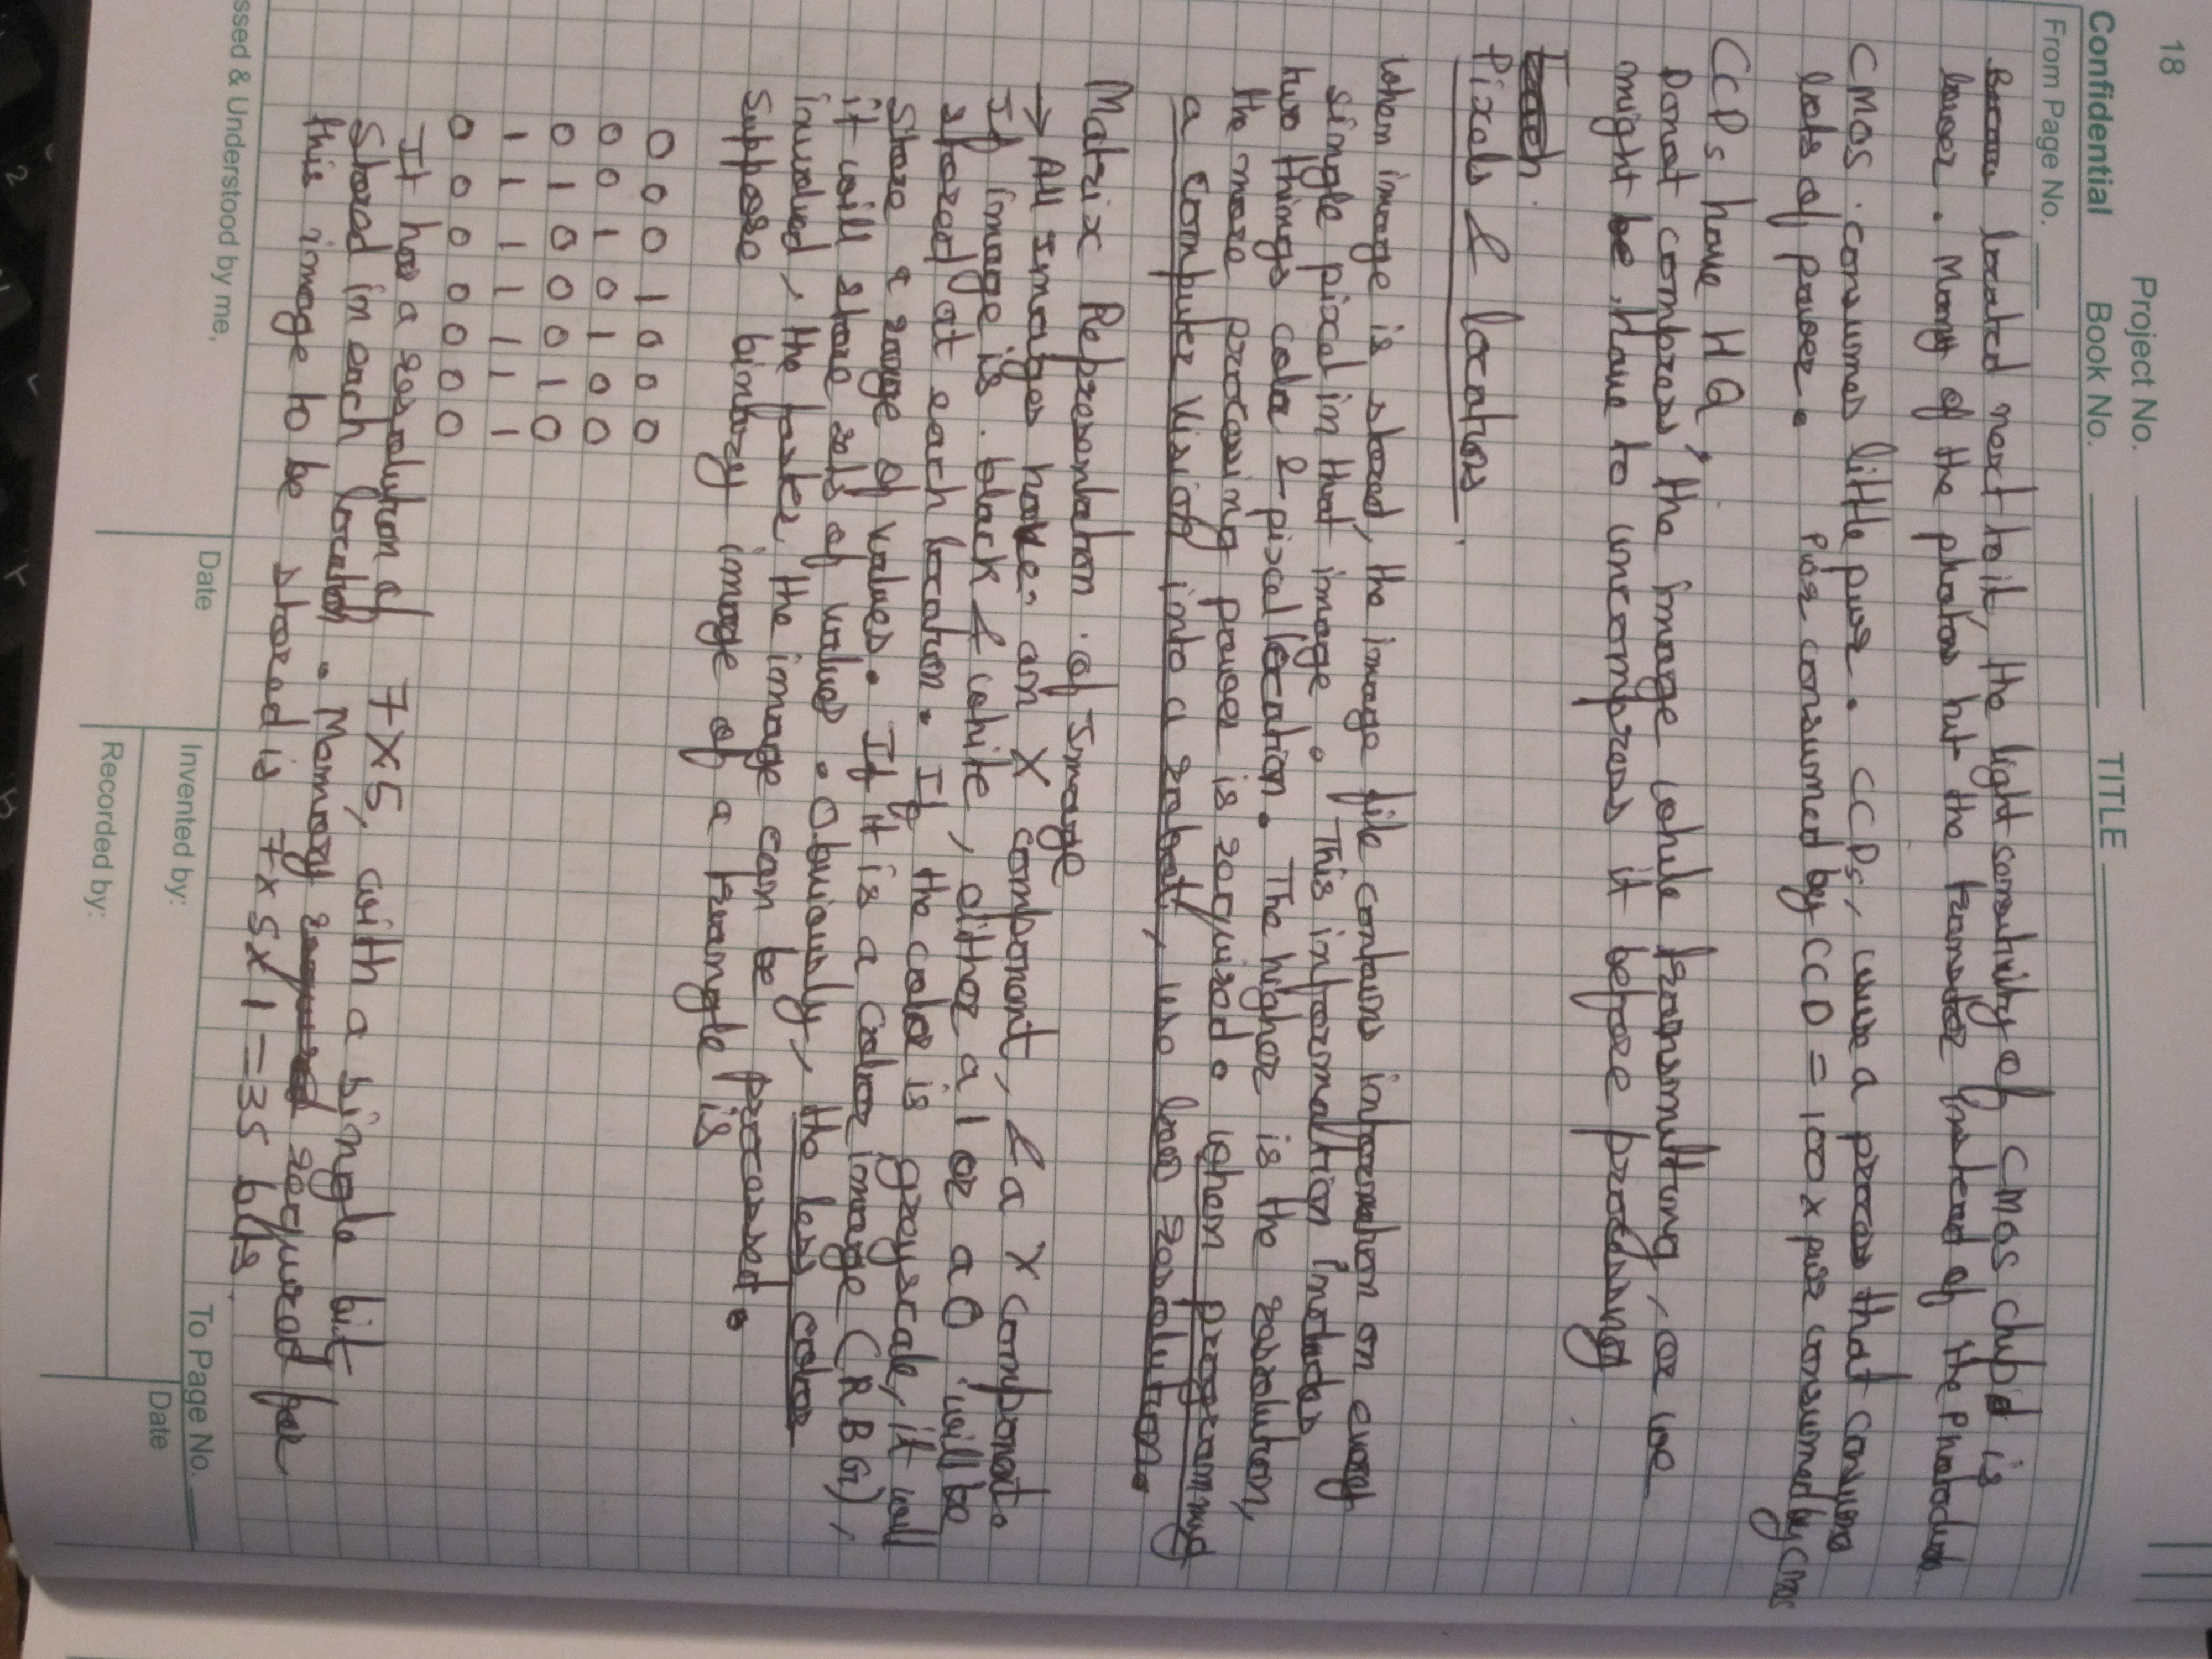 18
Project No.
Confidential Book No. TITLE
From Page No.
located next to it, the light sensitivity of CMOS chip is
lower. Many of the photos hit the transistor instead of the Photodiode
CMOS consumes little pwr. CCDs, uses a process that consumes
lots of power. Pwr consumed by CCD = 100 x pwr consumed by CMOS
CCDs have HQ,
Donot compress the image while transmitting, or we
might be have to uncompress it before processing
Pixels & locations
When image is stored, the image file contains information on every
single pixel in that image. This information includes
two things color & pixel location. The higher is the resolution,
the more processing power is required. When programming
a Computer Vision into a robot, use less resolution.
Matrix Representation of Image
→ All Images have an X component, & a Y component.
If image is black & white, either a 1 or a 0 will be
stored at each location. If the color is greyscale, it will
store a range of values. If it is a color image (RBG),
it will store sets of values. Obviously, the less color
involved, the faster the image can be processed.
Suppose binary image of a triangle is
0 0 0 1 0 0 0
0 0 1 0 1 0 0
0 1 0 0 0 1 0
1 1 1 1 1 1 1
0 0 0 0 0 0 0
It has a resolution of 7X5, with a single bit
Stored in each location. Memory required for
this image to be stored is 7x5x1=35 bits.
To Page No.
ssed & Understood by me, Date Invented by: Date
Recorded by: